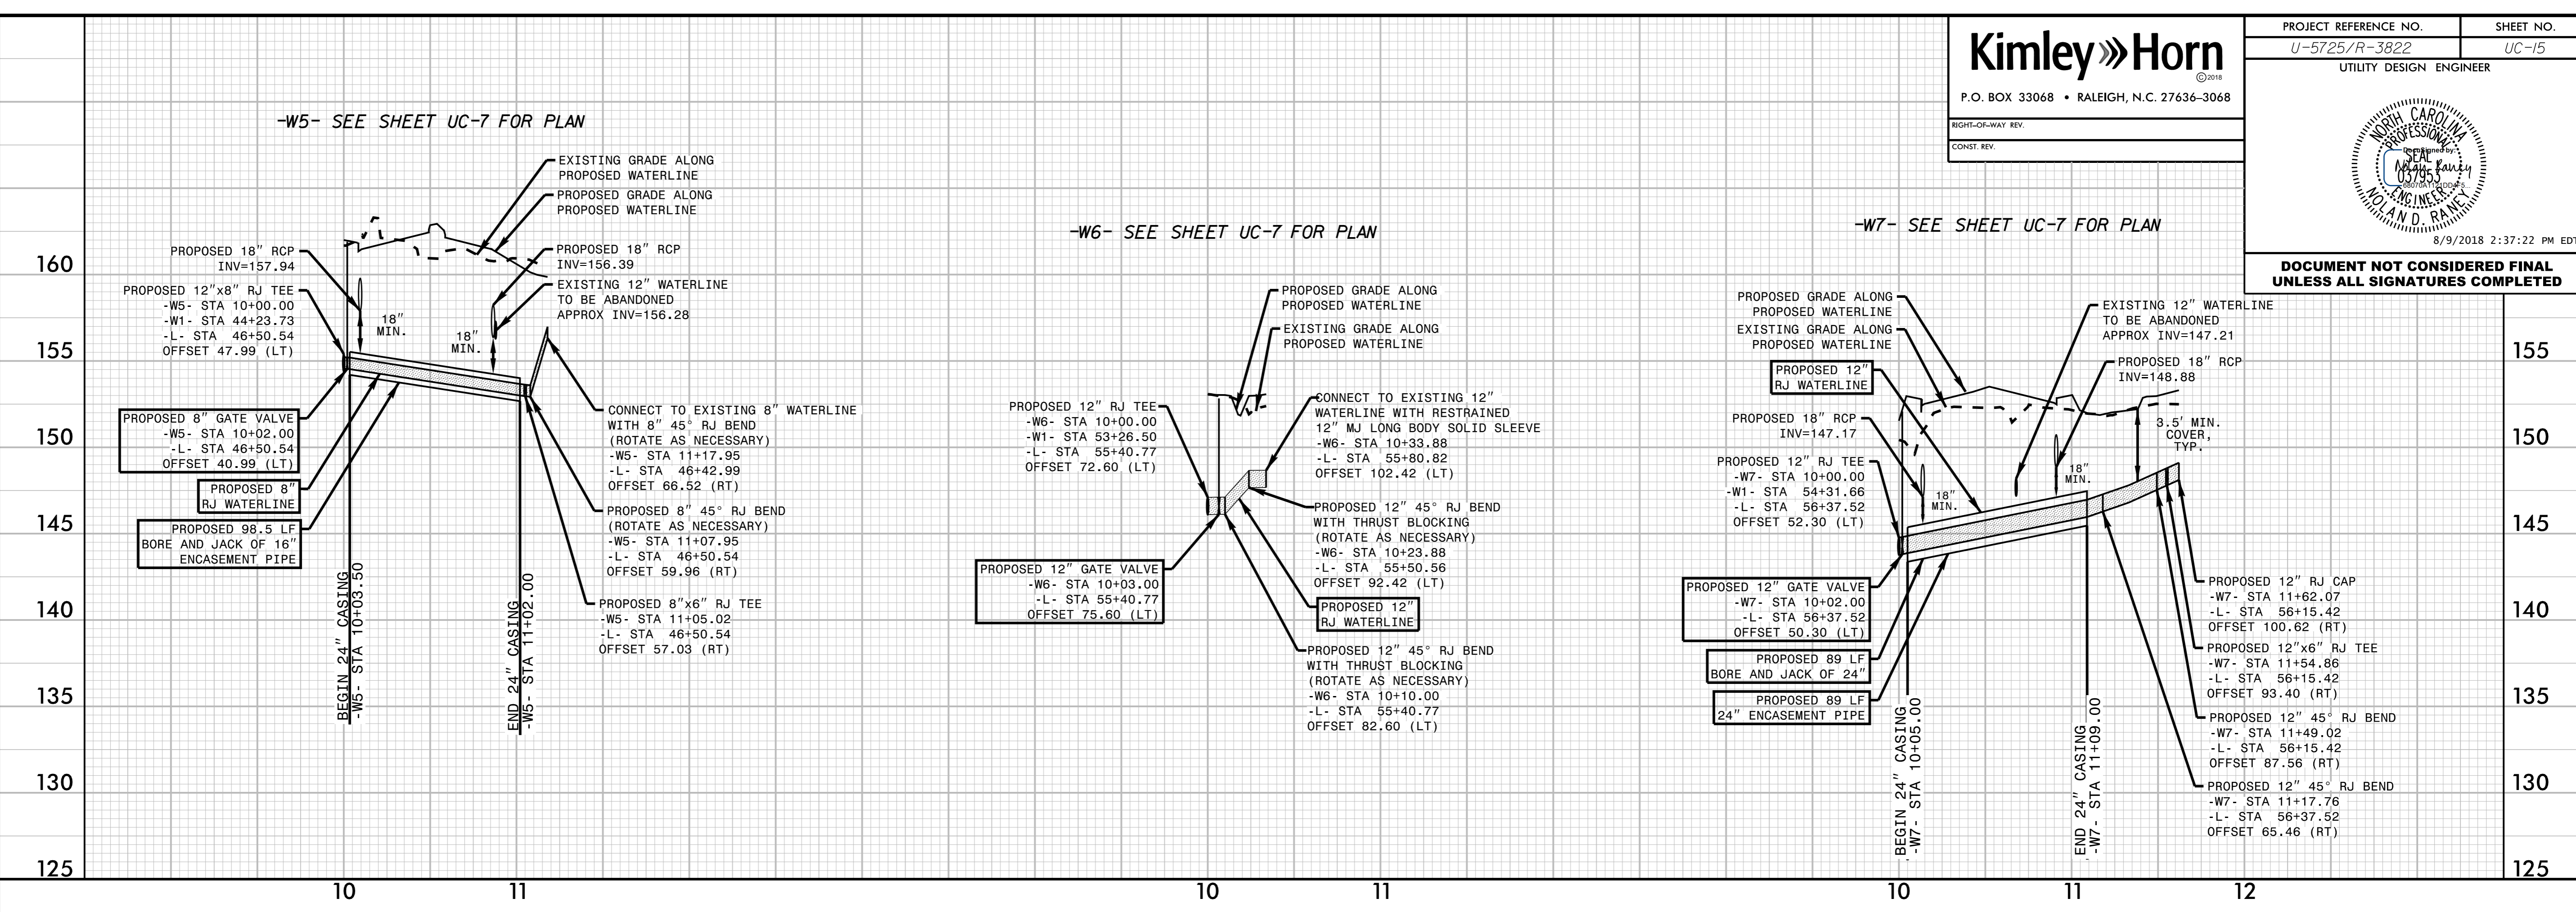 Kimley Horn
©2018
P.O. BOX 33068 • RALEIGH, N.C. 27636-3068
RIGHT-OF-WAY REV.
CONST. REV.
PROJECT REFERENCE NO.
SHEET NO.
U-5725/R-3822
UC-15
UTILITY DESIGN ENGINEER
NORTH CAROLINA
PROFESSIONAL
DocuSigned by:
SEAL
037953
ENGINEER
NOLAN D. RANEY
8/9/2018 2:37:22 PM EDT
DOCUMENT NOT CONSIDERED FINAL
UNLESS ALL SIGNATURES COMPLETED
-W5- SEE SHEET UC-7 FOR PLAN
EXISTING GRADE ALONG
PROPOSED WATERLINE
PROPOSED GRADE ALONG
PROPOSED WATERLINE
PROPOSED 18" RCP
INV=157.94
PROPOSED 12"x8" RJ TEE
-W5- STA 10+00.00
-W1- STA 44+23.73
-L- STA 46+50.54
OFFSET 47.99 (LT)
18"
MIN.
18"
MIN.
PROPOSED 18" RCP
INV=156.39
EXISTING 12" WATERLINE
TO BE ABANDONED
APPROX INV=156.28
PROPOSED 8" GATE VALVE
-W5- STA 10+02.00
-L- STA 46+50.54
OFFSET 40.99 (LT)
PROPOSED 8"
RJ WATERLINE
PROPOSED 98.5 LF
BORE AND JACK OF 16"
ENCASEMENT PIPE
CONNECT TO EXISTING 8" WATERLINE
WITH 8" 45° RJ BEND
(ROTATE AS NECESSARY)
-W5- STA 11+17.95
-L- STA 46+42.99
OFFSET 66.52 (RT)
PROPOSED 8" 45° RJ BEND
(ROTATE AS NECESSARY)
-W5- STA 11+07.95
-L- STA 46+50.54
OFFSET 59.96 (RT)
PROPOSED 8"x6" RJ TEE
-W5- STA 11+05.02
-L- STA 46+50.54
OFFSET 57.03 (RT)
BEGIN 24" CASING
-W5- STA 10+03.50
END 24" CASING
-W5- STA 11+02.00
-W6- SEE SHEET UC-7 FOR PLAN
PROPOSED GRADE ALONG
PROPOSED WATERLINE
EXISTING GRADE ALONG
PROPOSED WATERLINE
PROPOSED 12" RJ TEE
-W6- STA 10+00.00
-W1- STA 53+26.50
-L- STA 55+40.77
OFFSET 72.60 (LT)
CONNECT TO EXISTING 12"
WATERLINE WITH RESTRAINED
12" MJ LONG BODY SOLID SLEEVE
-W6- STA 10+33.88
-L- STA 55+80.82
OFFSET 102.42 (LT)
PROPOSED 12" 45° RJ BEND
WITH THRUST BLOCKING
(ROTATE AS NECESSARY)
-W6- STA 10+23.88
-L- STA 55+50.56
OFFSET 92.42 (LT)
PROPOSED 12" GATE VALVE
-W6- STA 10+03.00
-L- STA 55+40.77
OFFSET 75.60 (LT)
PROPOSED 12"
RJ WATERLINE
PROPOSED 12" 45° RJ BEND
WITH THRUST BLOCKING
(ROTATE AS NECESSARY)
-W6- STA 10+10.00
-L- STA 55+40.77
OFFSET 82.60 (LT)
-W7- SEE SHEET UC-7 FOR PLAN
PROPOSED GRADE ALONG
PROPOSED WATERLINE
EXISTING GRADE ALONG
PROPOSED WATERLINE
PROPOSED 12"
RJ WATERLINE
PROPOSED 18" RCP
INV=147.17
PROPOSED 12" RJ TEE
-W7- STA 10+00.00
-W1- STA 54+31.66
-L- STA 56+37.52
OFFSET 52.30 (LT)
18"
MIN.
EXISTING 12" WATERLINE
TO BE ABANDONED
APPROX INV=147.21
PROPOSED 18" RCP
INV=148.88
18"
MIN.
3.5' MIN.
COVER,
TYP.
PROPOSED 12" GATE VALVE
-W7- STA 10+02.00
-L- STA 56+37.52
OFFSET 50.30 (LT)
PROPOSED 89 LF
BORE AND JACK OF 24"
PROPOSED 89 LF
24" ENCASEMENT PIPE
PROPOSED 12" RJ CAP
-W7- STA 11+62.07
-L- STA 56+15.42
OFFSET 100.62 (RT)
PROPOSED 12"x6" RJ TEE
-W7- STA 11+54.86
-L- STA 56+15.42
OFFSET 93.40 (RT)
PROPOSED 12" 45° RJ BEND
-W7- STA 11+49.02
-L- STA 56+15.42
OFFSET 87.56 (RT)
PROPOSED 12" 45° RJ BEND
-W7- STA 11+17.76
-L- STA 56+37.52
OFFSET 65.46 (RT)
BEGIN 24" CASING
-W7- STA 10+05.00
END 24" CASING
-W7- STA 11+09.00
160
155
150
145
140
135
130
125
155
150
145
140
135
130
125
10
11
10
11
10
11
12